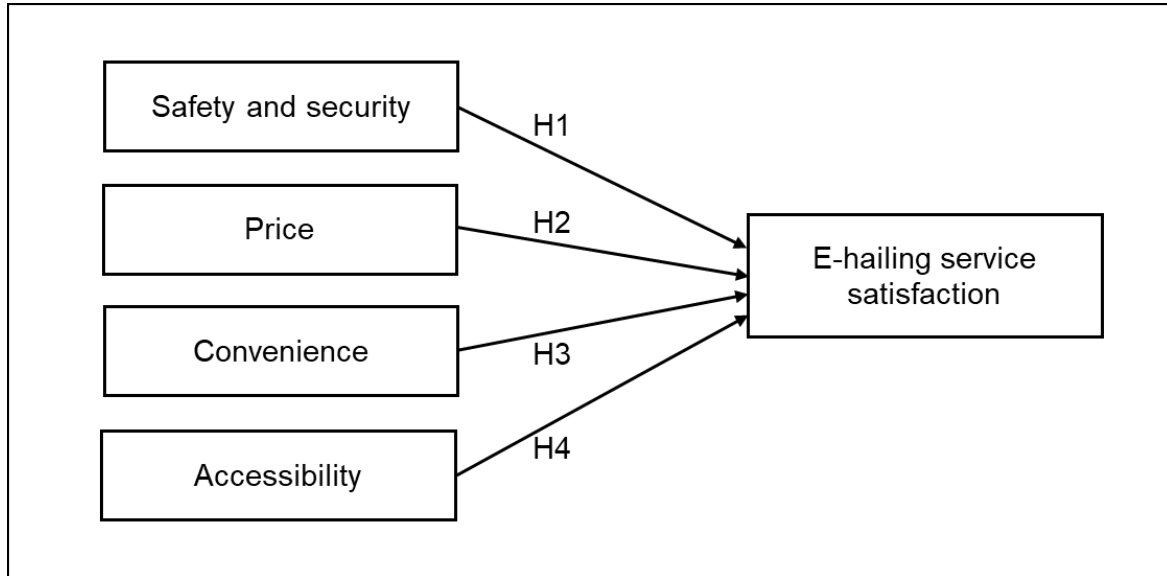 Safety and security
H1
Price
H2
E-hailing service
satisfaction
Convenience
H3
Accessibility
H4